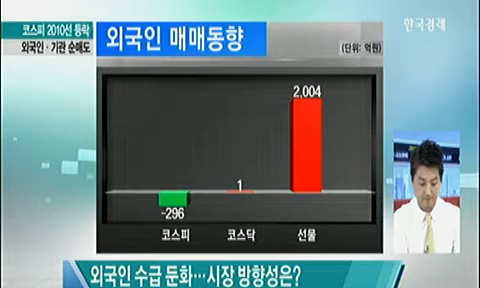 코스피 2010선 등락
외국인·기관 순매도
외국인 매매동향
한국경제
(단위: 억원)
2,004
1
-296
코스피
코스닥
선물
외국인 수급 둔화…시장 방향성은?